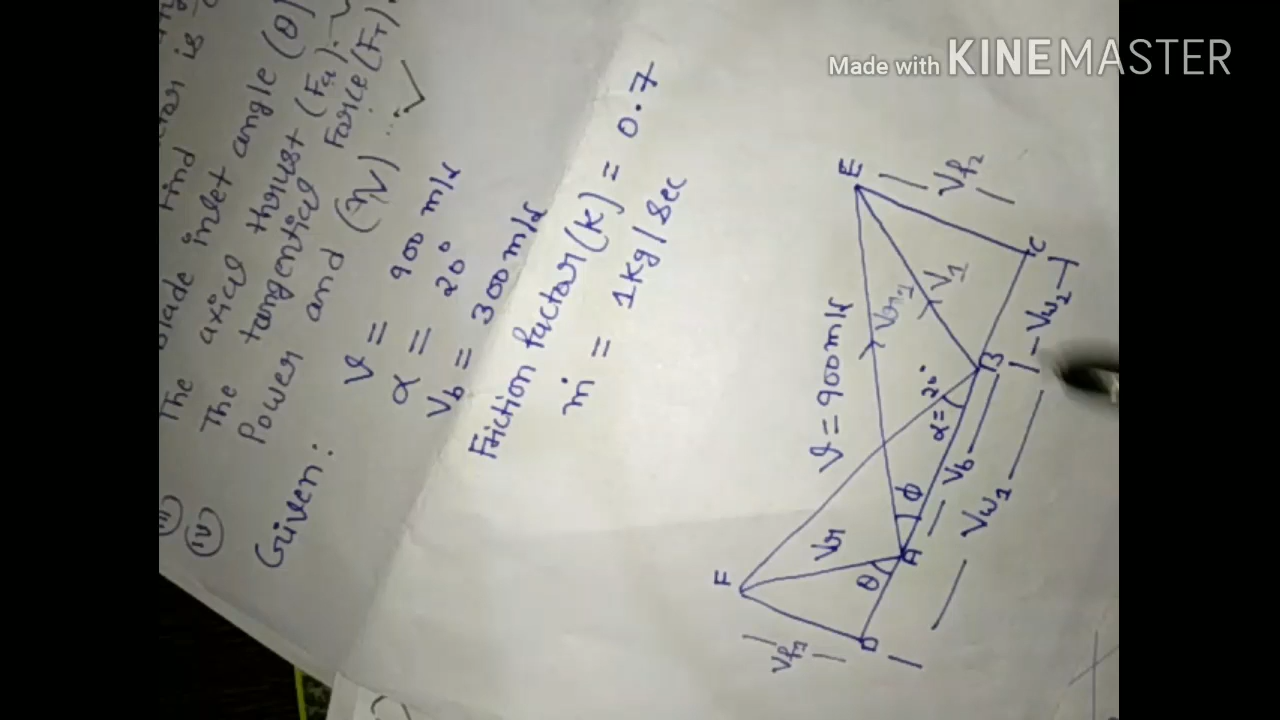 Made with KINEMASTER
Find
Blade inlet angle (θ)
iii) The axial thrust (Fa).
iv) The tangential Force (FT)
Power and (η)
Given:
V = 900 m/s
α = 20°
Vb = 300 m/s
Friction factor (K) = 0.7
ṁ = 1 kg/sec
F
E
V = 900 m/s
Vr1
V1
Vf2
Vr
α = 20°
θ
A
ϕ
B
C
D
Vf1
Vb
Vw1
Vw2